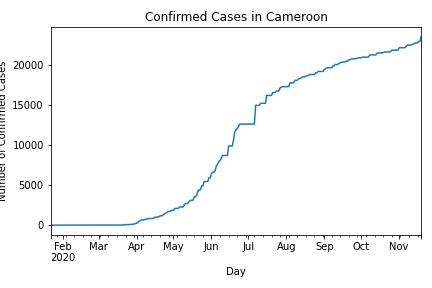 Confirmed Cases in Cameroon
Number of Confirmed Cases
20000
15000
10000
5000
0
Feb Mar Apr May Jun Jul Aug Sep Oct Nov
2020
Day